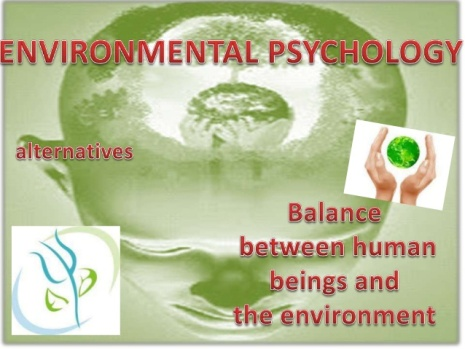 ENVIRONMENTAL PSYCHOLOGY
alternatives
Balance
between human
beings and
the environment